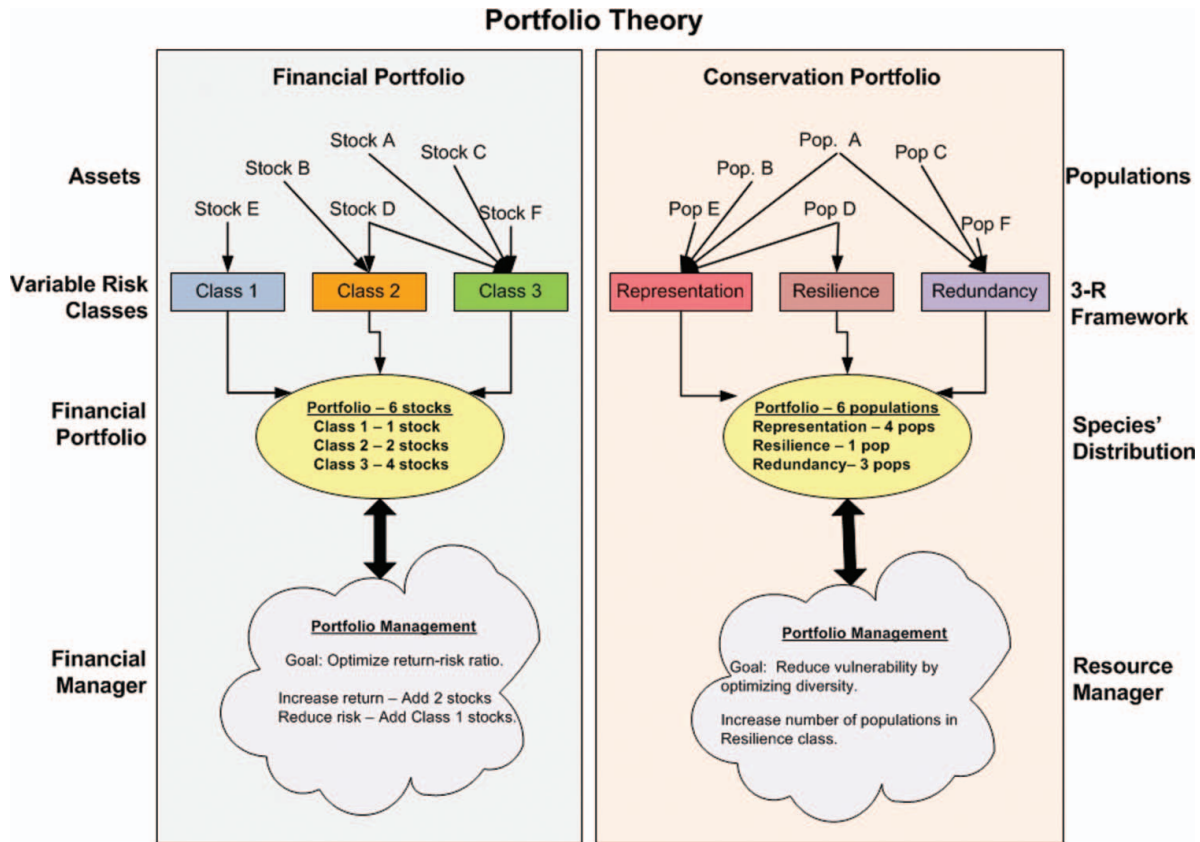 Portfolio Theory
Financial Portfolio
Conservation Portfolio
Assets
Stock A
Stock B
Stock C
Stock E
Stock D
Stock F
Pop. A
Pop. B
Pop C
Pop E
Pop D
Pop F
Populations
Variable Risk
Classes
Class 1
Class 2
Class 3
Representation
Resilience
Redundancy
3-R
Framework
Financial
Portfolio
Portfolio – 6 stocks
Class 1 – 1 stock
Class 2 – 2 stocks
Class 3 – 4 stocks
Portfolio – 6 populations
Representation – 4 pops
Resilience – 1 pop
Redundancy– 3 pops
Species'
Distribution
Financial
Manager
Portfolio Management
Goal: Optimize return-risk ratio.
Increase return – Add 2 stocks
Reduce risk – Add Class 1 stocks.
Portfolio Management
Goal: Reduce vulnerability by
optimizing diversity.
Increase number of populations in
Resilience class.
Resource
Manager